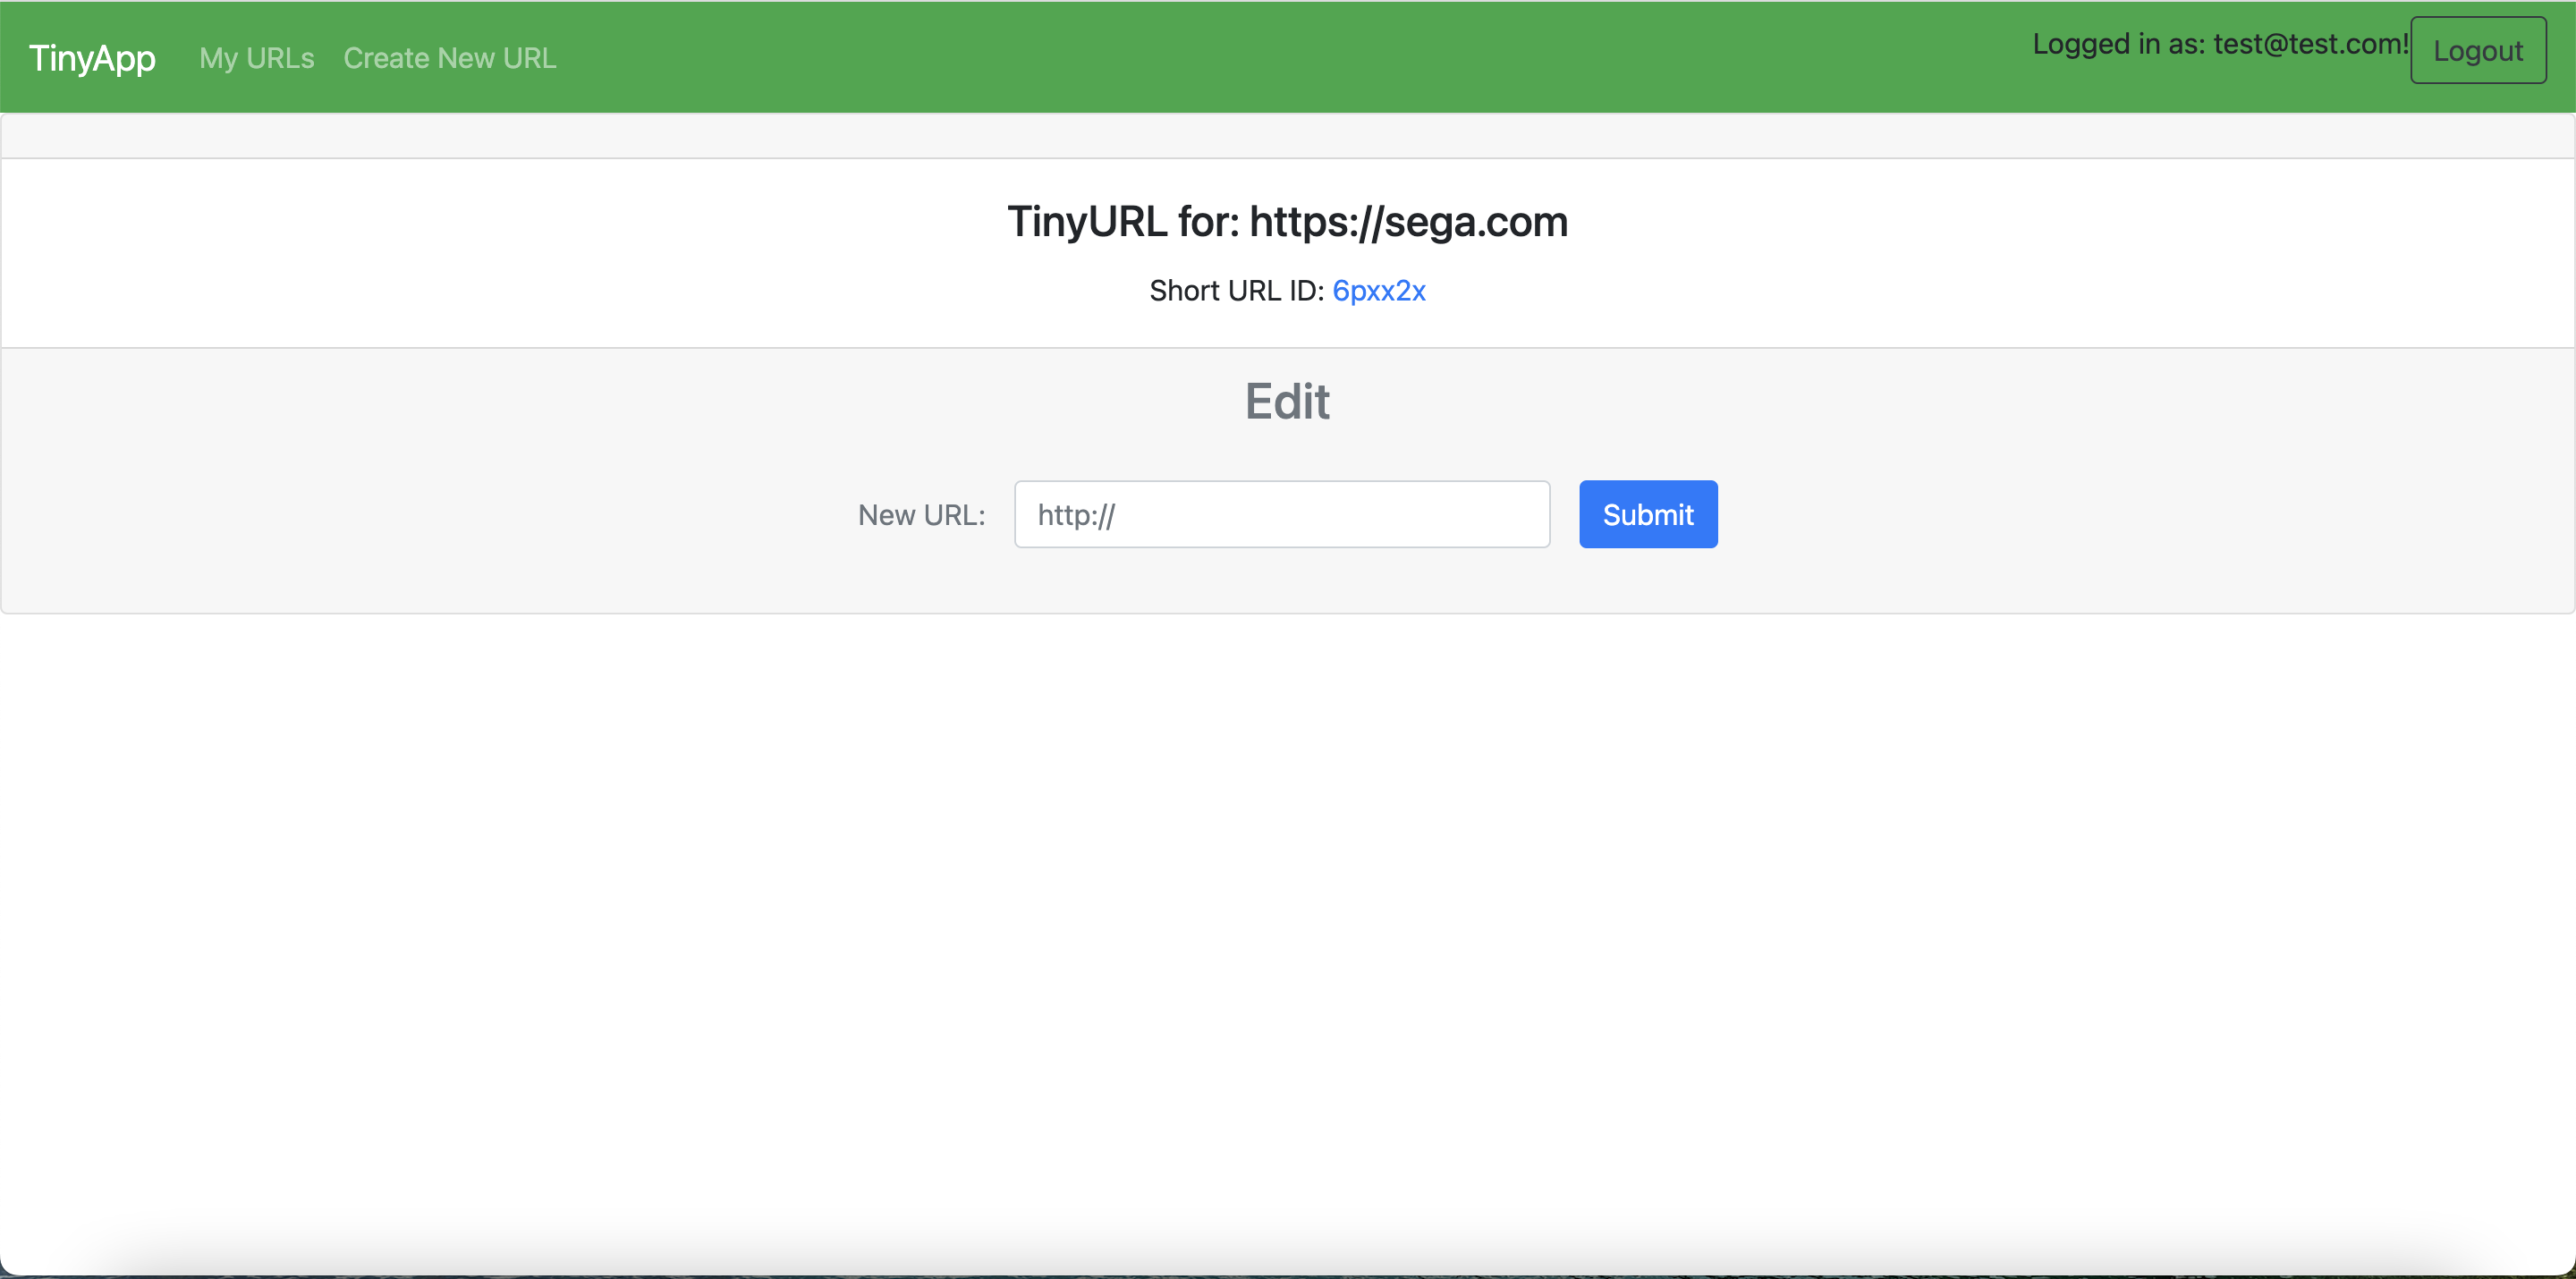 TinyApp My URLs Create New URL Logged in as: test@test.com! Logout
TinyURL for: https://sega.com
Short URL ID: 6pxx2x
Edit
New URL: http:// Submit